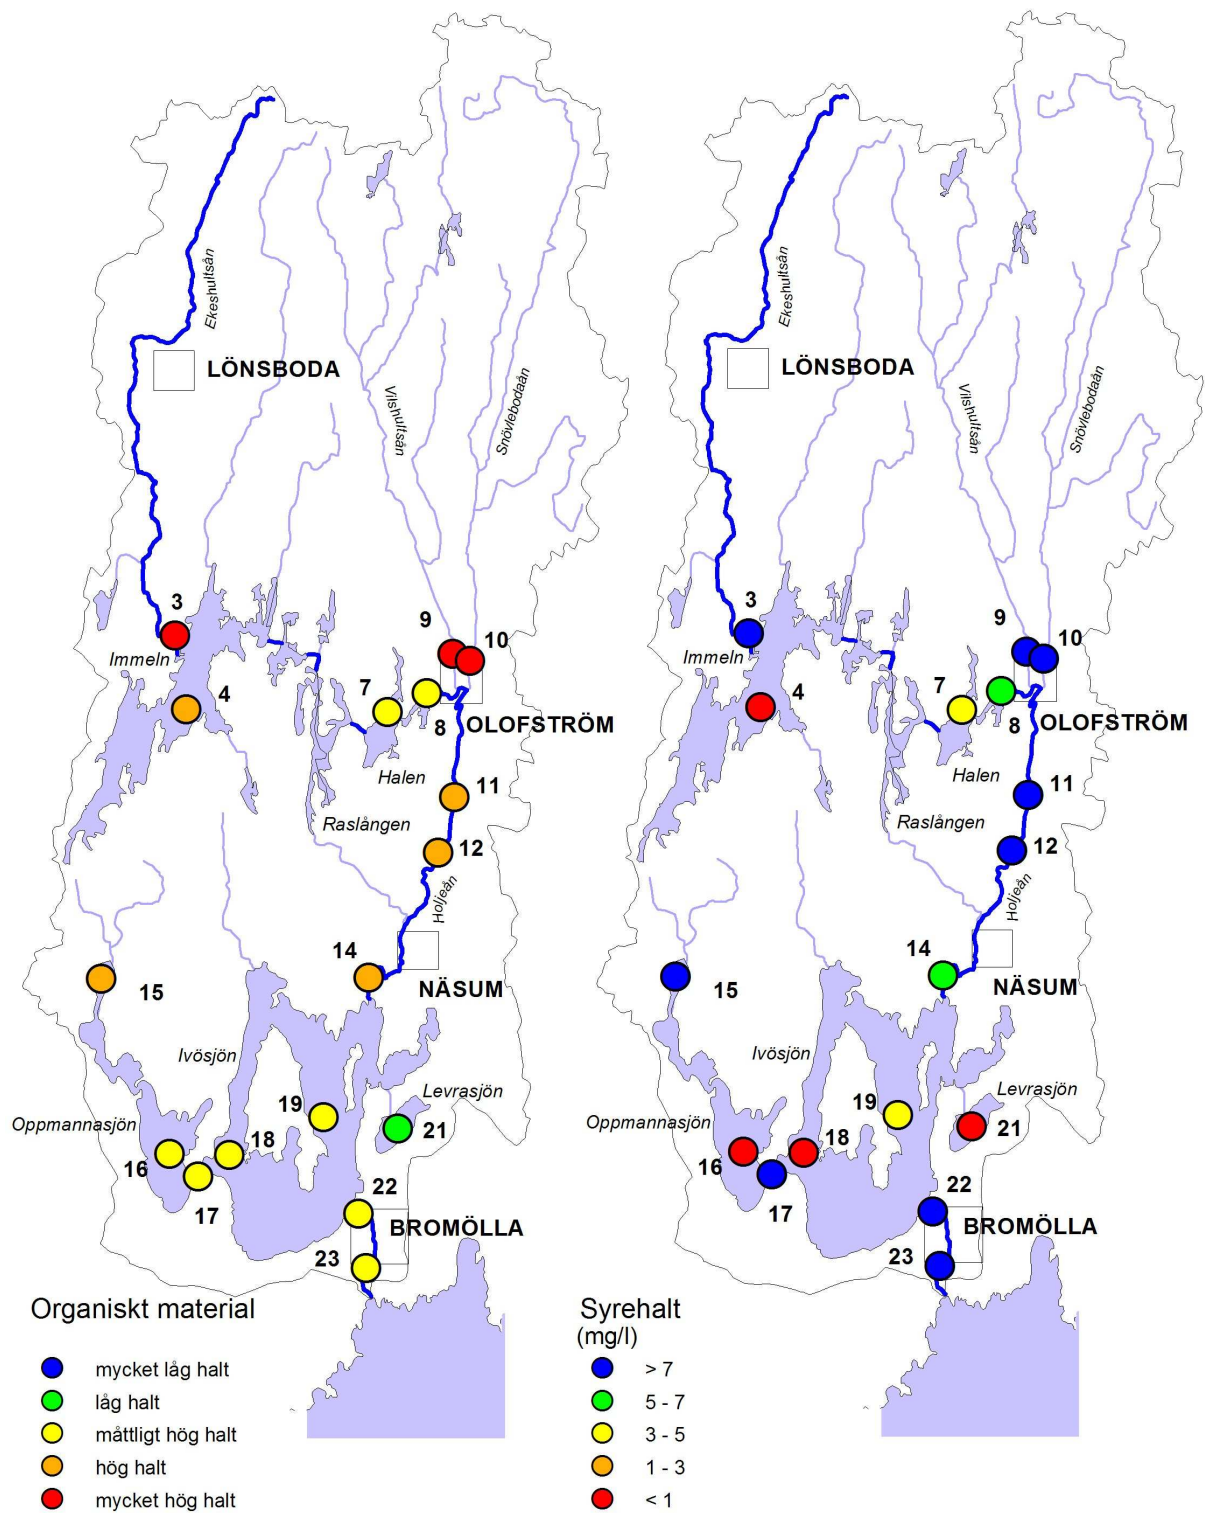 Ekeshultsån
LÖNSBODA
Vilshultsån
Snövlebodaån
3
9
10
Immeln
4
7
8
OLOFSTRÖM
Halen
11
Raslången
12
Holjeån
14
15
NÄSUM
Ivösjön
Levrasjön
19
Oppmannasjön
21
18
16
17
22
BROMÖLLA
23
Organiskt material
mycket låg halt
låg halt
måttligt hög halt
hög halt
mycket hög halt
Ekeshultsån
LÖNSBODA
Vilshultsån
Snövlebodaån
3
9
10
Immeln
4
7
8
OLOFSTRÖM
Halen
11
Raslången
12
Holjeån
14
15
NÄSUM
Ivösjön
Levrasjön
19
Oppmannasjön
21
18
16
17
22
BROMÖLLA
23
Syrehalt
(mg/l)
> 7
5 - 7
3 - 5
1 - 3
< 1